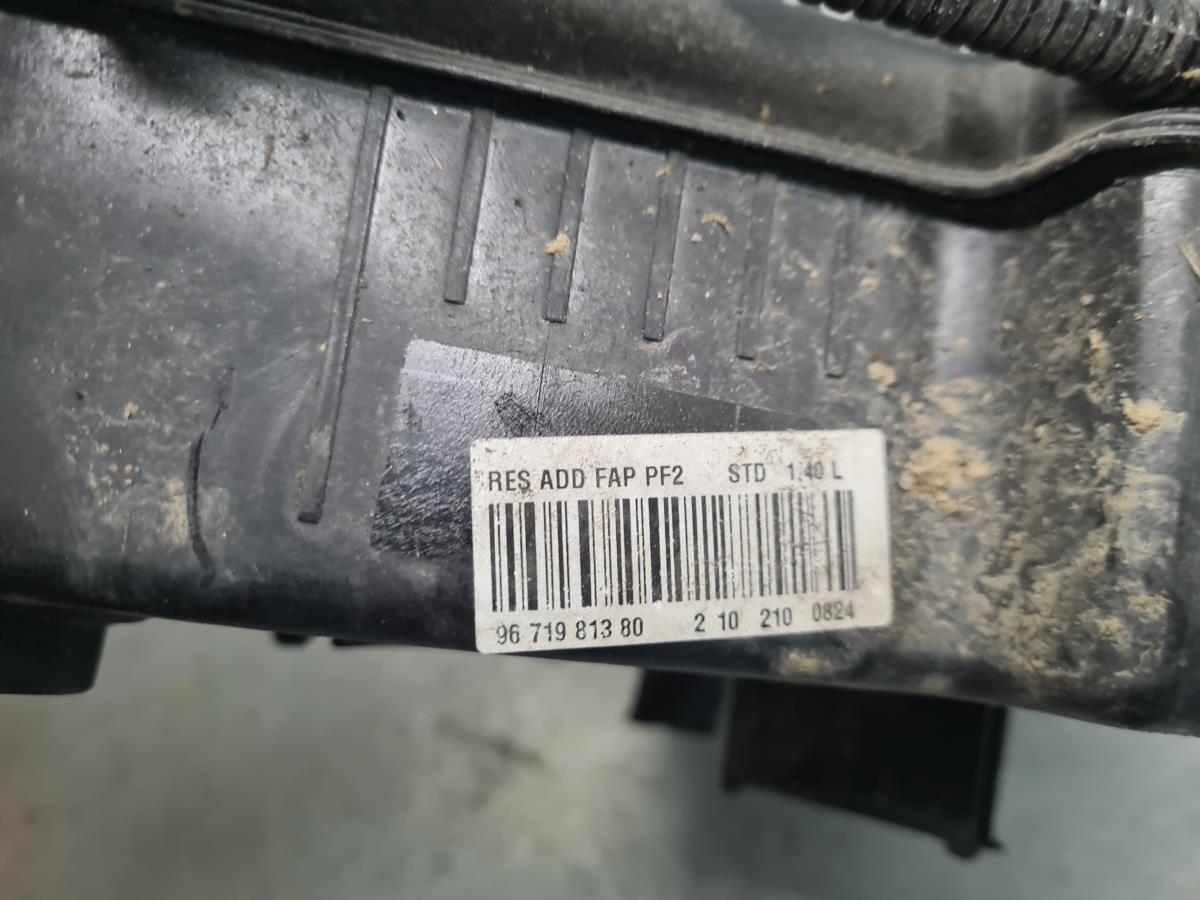 RES ADD FAP PF2 STD 1.40 L
96 719 813 80 2 10 210 0824